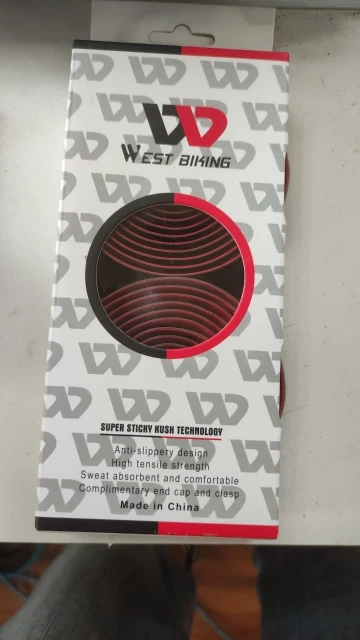 WEST BIKING
SUPER STICKY KUSH TECHNOLOGY
Anti-slippery design
High tensile strength
Sweat absorbent and comfortable
Complimentary end cap and clasp
Made in China